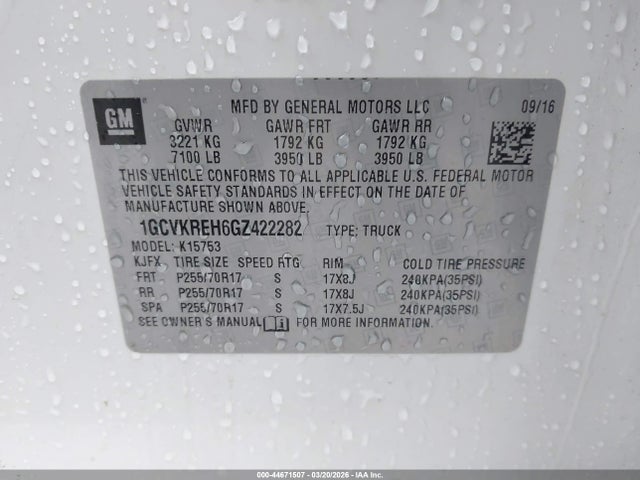 GM
MFD BY GENERAL MOTORS LLC 09/16
GVWR GAWR FRT GAWR RR
3221 KG 1792 KG 1792 KG
7100 LB 3950 LB 3950 LB
THIS VEHICLE CONFORMS TO ALL APPLICABLE U.S. FEDERAL MOTOR
VEHICLE SAFETY STANDARDS IN EFFECT ON THE DATE OF
MANUFACTURE SHOWN ABOVE.
1GCVKREH6GZ422282 TYPE: TRUCK
MODEL: K15753
KJFX TIRE SIZE SPEED RTG RIM COLD TIRE PRESSURE
FRT P255/70R17 S 17X8J 240KPA(35PSI)
RR P255/70R17 S 17X8J 240KPA(35PSI)
SPA P255/70R17 S 17X7.5J 240KPA(35PSI)
SEE OWNER'S MANUAL FOR MORE INFORMATION.
000-44671507 - 03/20/2026 - IAAI.COM